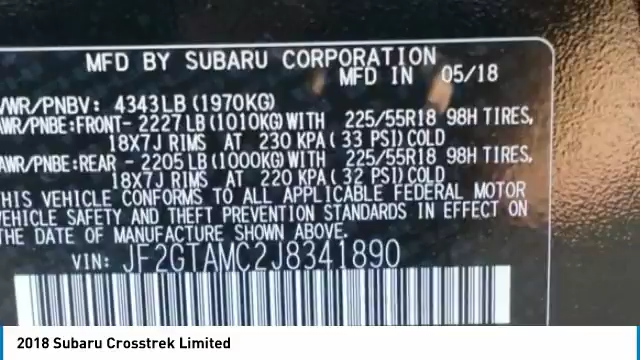 MFD BY SUBARU CORPORATION
MFD IN 05/18
WR/PNBV: 4343LB (1970KG)
AWR/PNBE:FRONT- 2227LB(1010KG)WITH 225/55R18 98H TIRES,
18X7J RIMS AT 230 KPA( 33 PSI)COLD
AWR/PNBE:REAR - 2205LB(1000KG)WITH 225/55R18 98H TIRES,
18X7J RIMS AT 220 KPA( 32 PSI)COLD
THIS VEHICLE CONFORMS TO ALL APPLICABLE FEDERAL MOTOR
VEHICLE SAFETY AND THEFT PREVENTION STANDARDS IN EFFECT ON
THE DATE OF MANUFACTURE SHOWN ABOVE.
VIN: JF2GTAMC2J8341890
2018 Subaru Crosstrek Limited